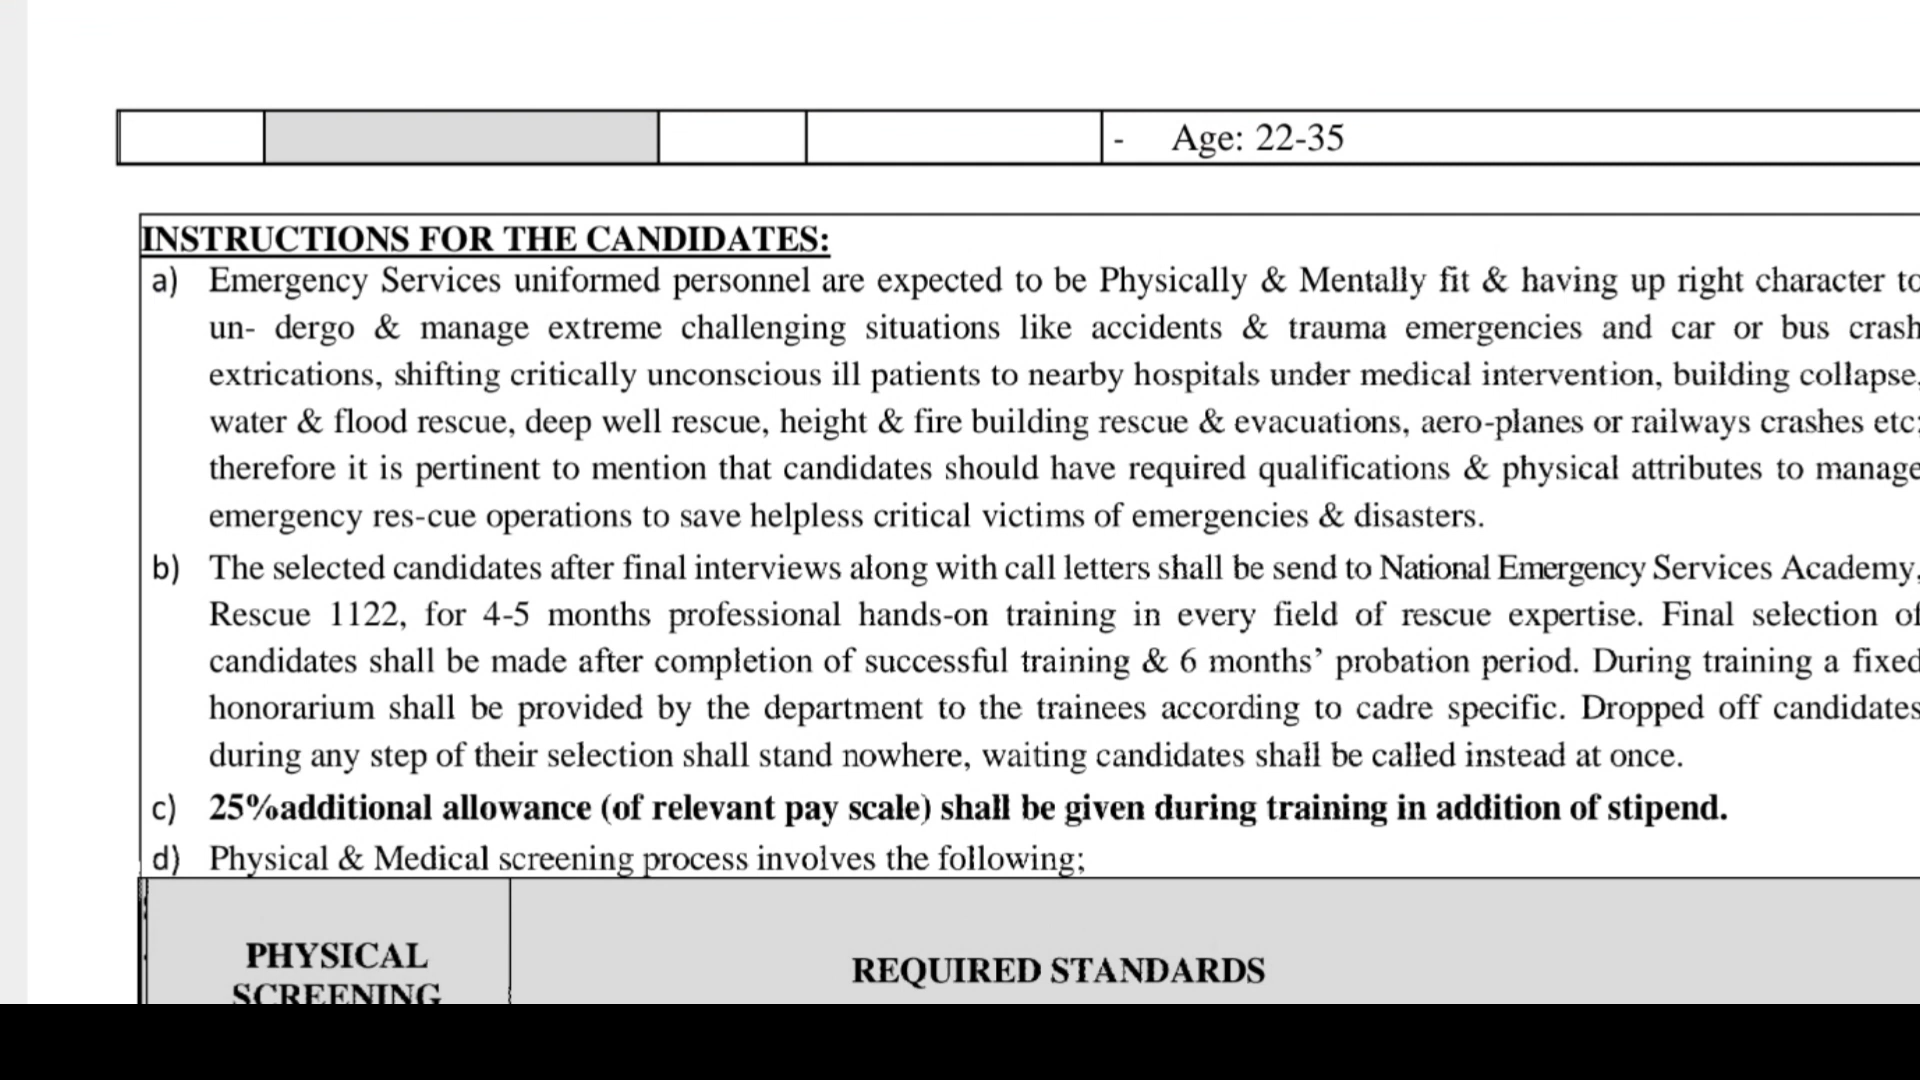 - Age: 22-35
INSTRUCTIONS FOR THE CANDIDATES:
a) Emergency Services uniformed personnel are expected to be Physically & Mentally fit & having up right character to
un- dergo & manage extreme challenging situations like accidents & trauma emergencies and car or bus crash
extrications, shifting critically unconscious ill patients to nearby hospitals under medical intervention, building collapse,
water & flood rescue, deep well rescue, height & fire building rescue & evacuations, aero-planes or railways crashes etc;
therefore it is pertinent to mention that candidates should have required qualifications & physical attributes to manage
emergency res-cue operations to save helpless critical victims of emergencies & disasters.
b) The selected candidates after final interviews along with call letters shall be send to National Emergency Services Academy,
Rescue 1122, for 4-5 months professional hands-on training in every field of rescue expertise. Final selection of
candidates shall be made after completion of successful training & 6 months’ probation period. During training a fixed
honorarium shall be provided by the department to the trainees according to cadre specific. Dropped off candidates
during any step of their selection shall stand nowhere, waiting candidates shall be called instead at once.
c) 25%additional allowance (of relevant pay scale) shall be given during training in addition of stipend.
d) Physical & Medical screening process involves the following;
PHYSICAL
SCREENING
REQUIRED STANDARDS